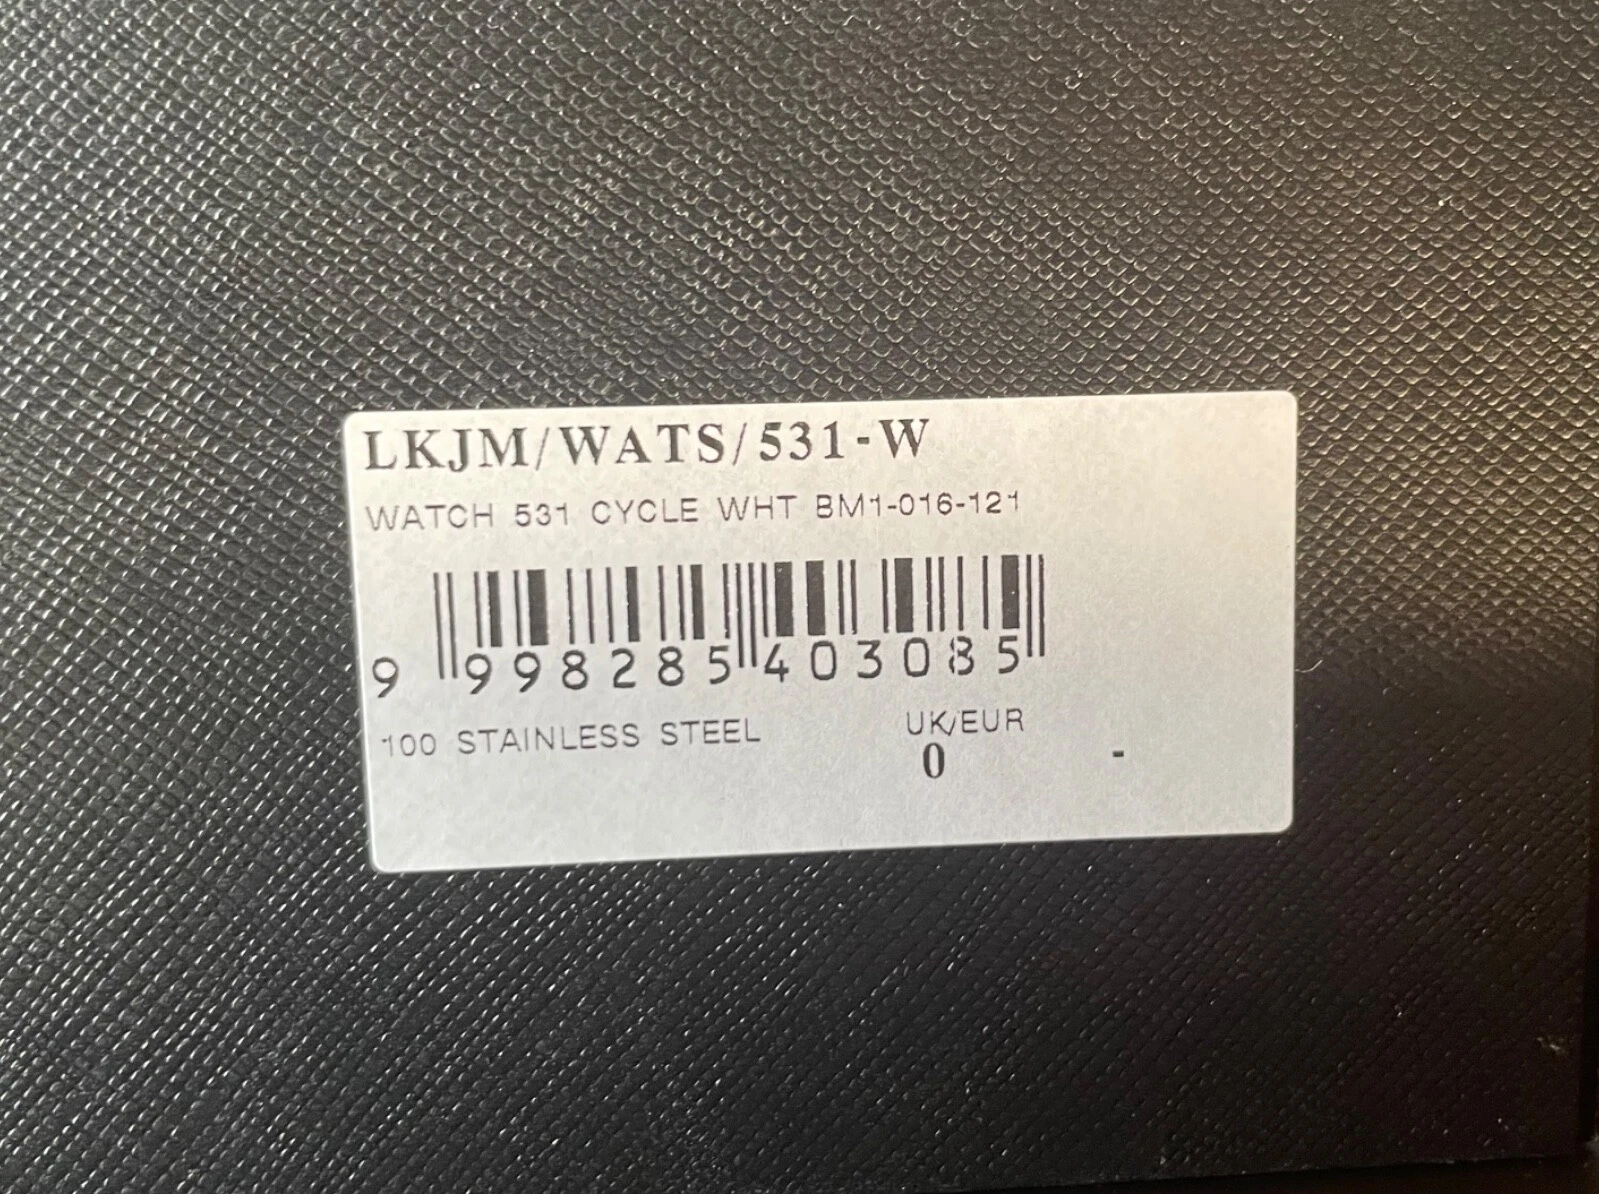 LKJM/WATS/531-W
WATCH 531 CYCLE WHT BM1-016-121
9 998285 403085
100 STAINLESS STEEL UK/EUR
0 -